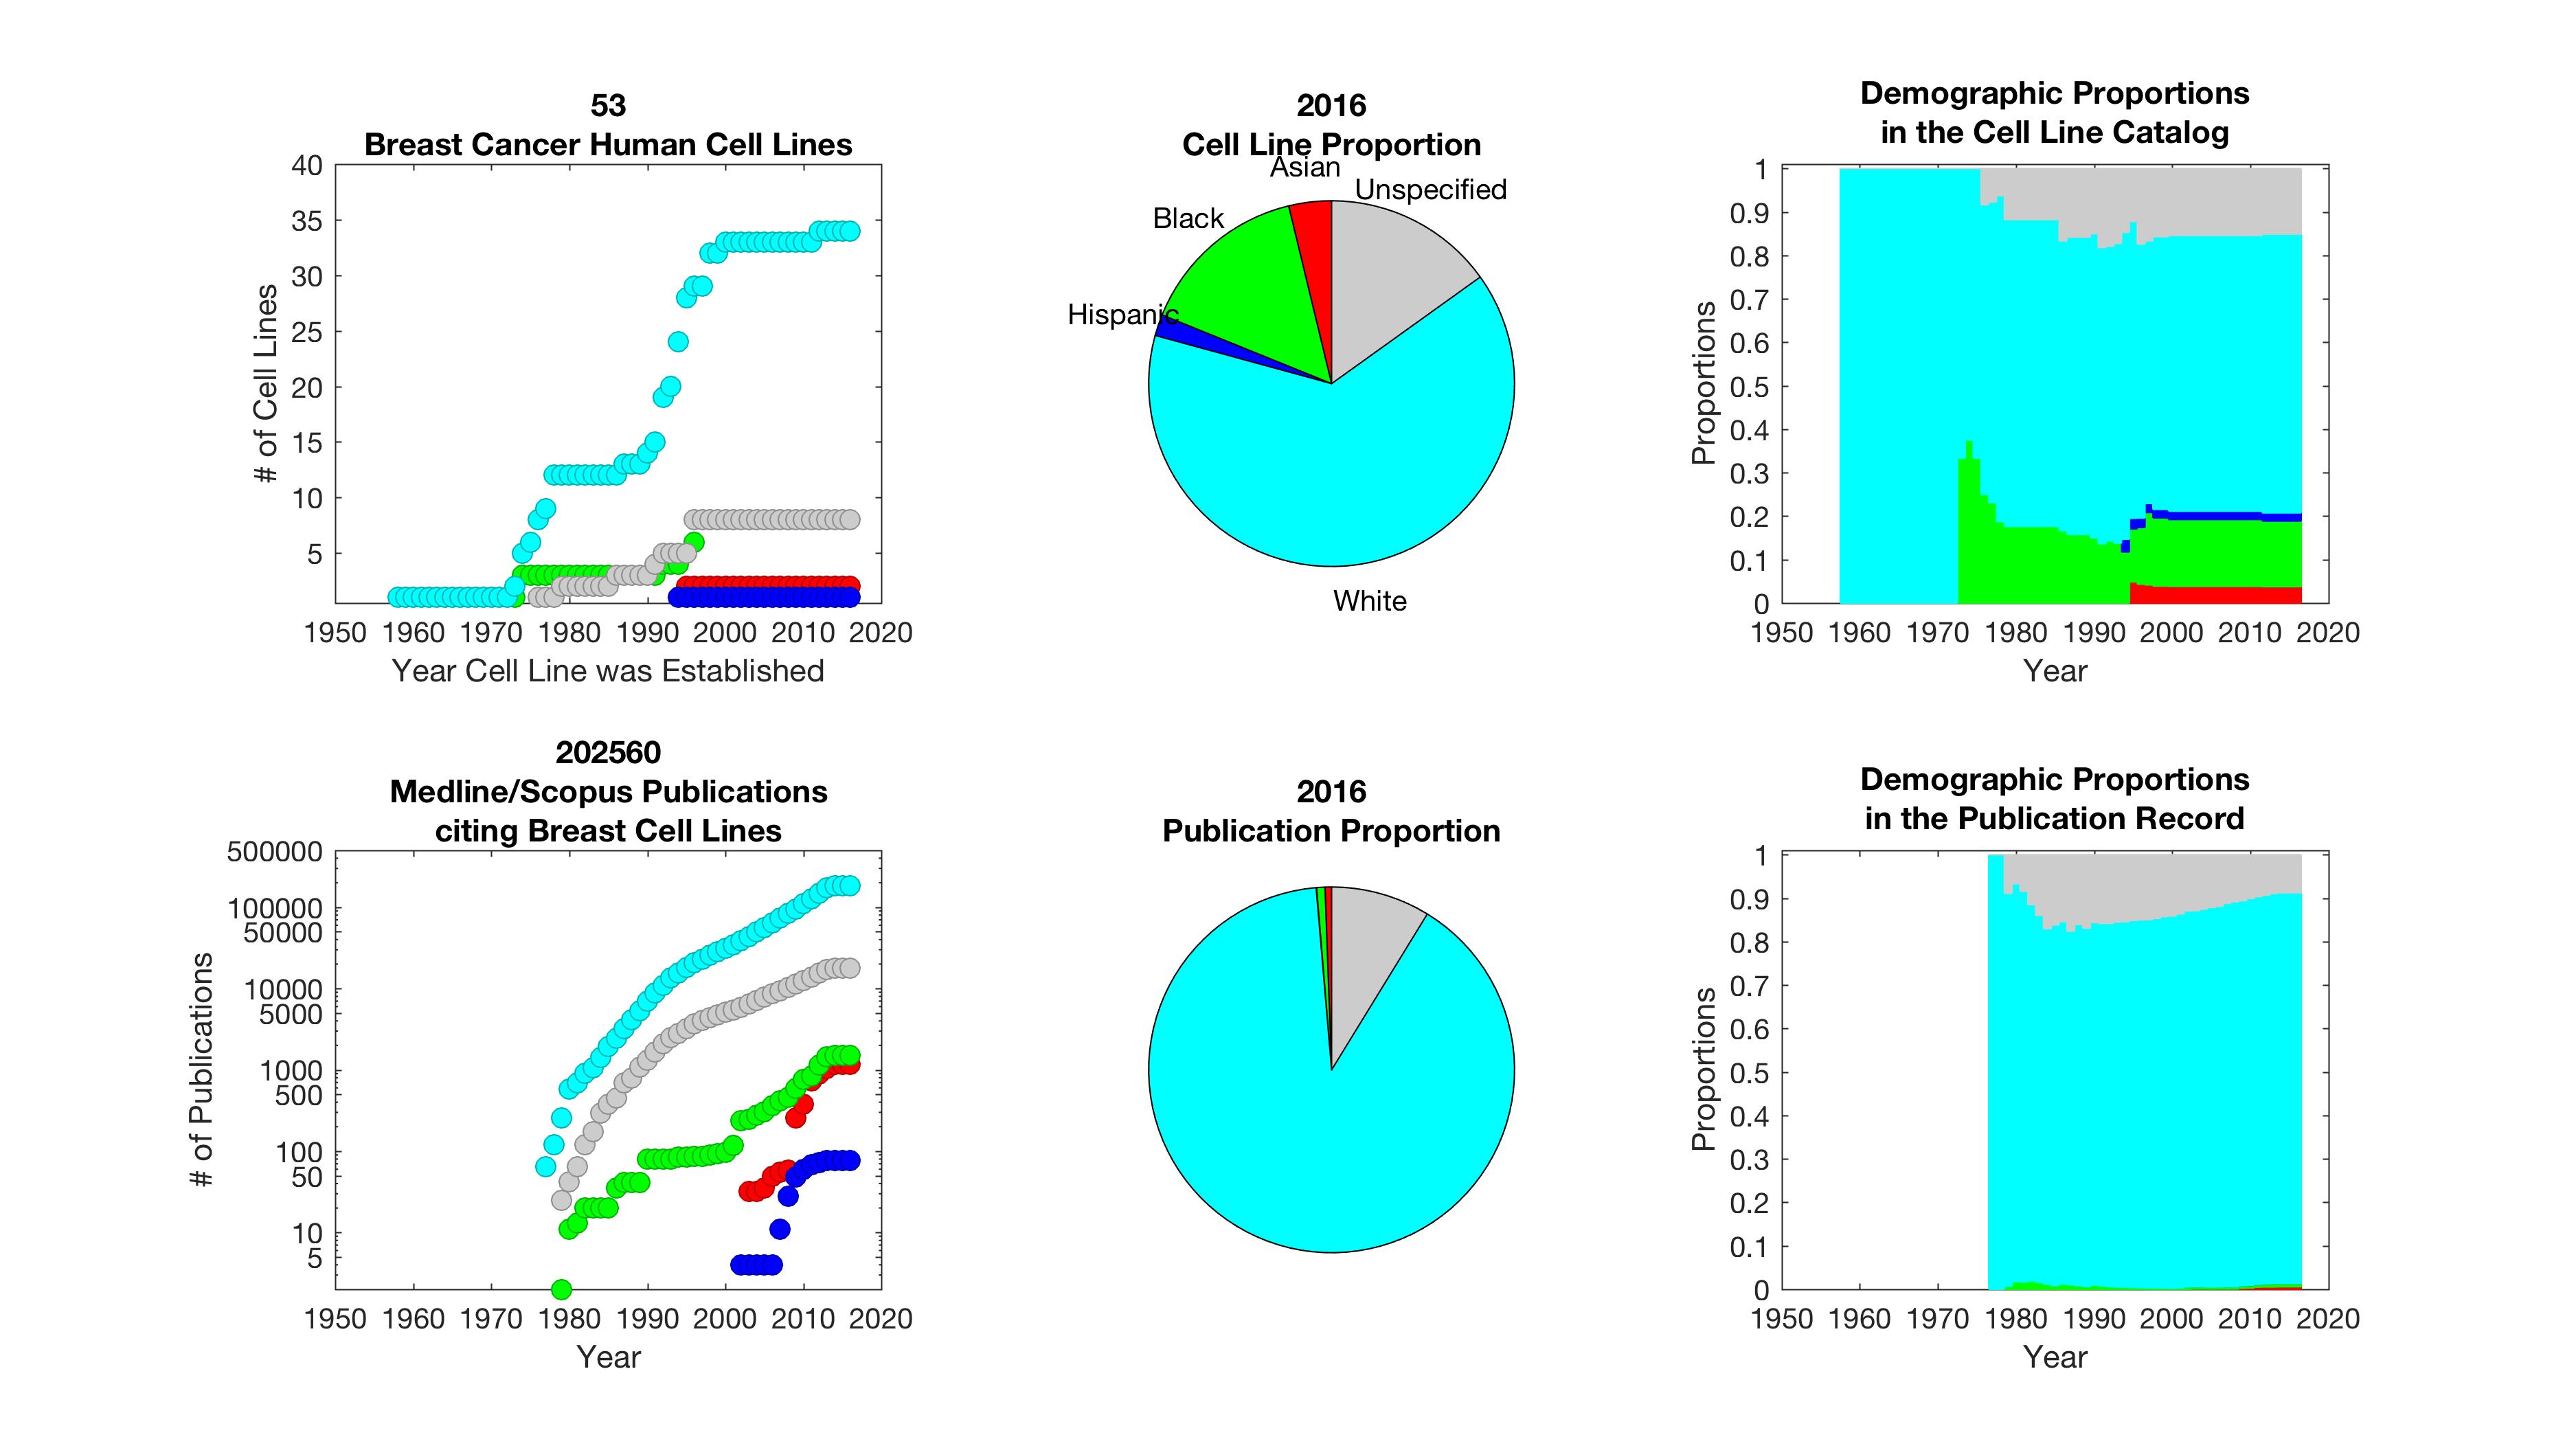 53
Breast Cancer Human Cell Lines
40
35
30
25
20
15
10
5
# of Cell Lines
1950 1960 1970 1980 1990 2000 2010 2020
Year Cell Line was Established
2016
Cell Line Proportion
Asian
Unspecified
Black
Hispanic
White
Demographic Proportions
in the Cell Line Catalog
1
0.9
0.8
0.7
0.6
0.5
0.4
0.3
0.2
0.1
0
Proportions
1950 1960 1970 1980 1990 2000 2010 2020
Year
202560
Medline/Scopus Publications
citing Breast Cell Lines
500000
100000
50000
10000
5000
1000
500
100
50
10
5
# of Publications
1950 1960 1970 1980 1990 2000 2010 2020
Year
2016
Publication Proportion
Demographic Proportions
in the Publication Record
1
0.9
0.8
0.7
0.6
0.5
0.4
0.3
0.2
0.1
0
Proportions
1950 1960 1970 1980 1990 2000 2010 2020
Year